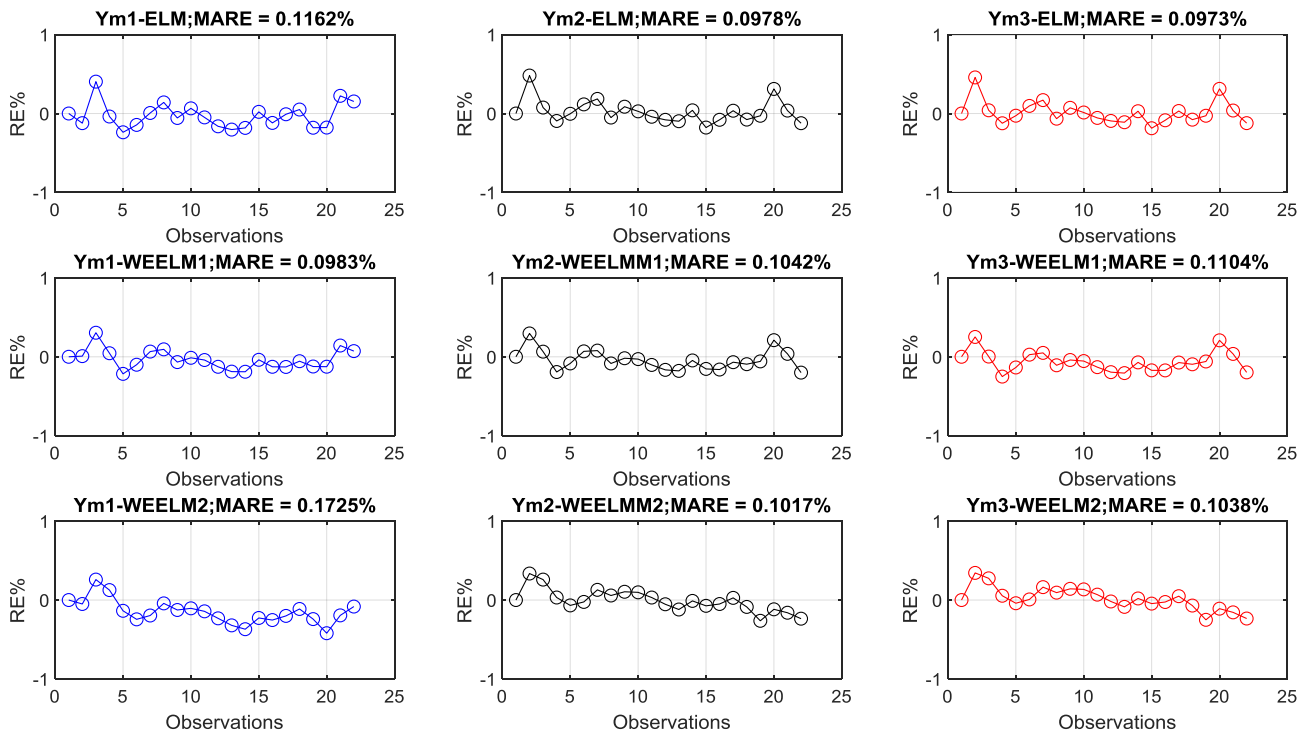 Ym1-ELM;MARE = 0.1162%
1
0
-1
RE%
0 5 10 15 20 25
Observations
Ym2-ELM;MARE = 0.0978%
1
0
-1
RE%
0 5 10 15 20 25
Observations
Ym3-ELM;MARE = 0.0973%
1
0
-1
RE%
0 5 10 15 20 25
Observations
Ym1-WEELM1;MARE = 0.0983%
1
0
-1
RE%
0 5 10 15 20 25
Observations
Ym2-WEELMM1;MARE = 0.1042%
1
0
-1
RE%
0 5 10 15 20 25
Observations
Ym3-WEELM1;MARE = 0.1104%
1
0
-1
RE%
0 5 10 15 20 25
Observations
Ym1-WEELM2;MARE = 0.1725%
1
0
-1
RE%
0 5 10 15 20 25
Observations
Ym2-WEELMM2;MARE = 0.1017%
1
0
-1
RE%
0 5 10 15 20 25
Observations
Ym3-WEELM2;MARE = 0.1038%
1
0
-1
RE%
0 5 10 15 20 25
Observations